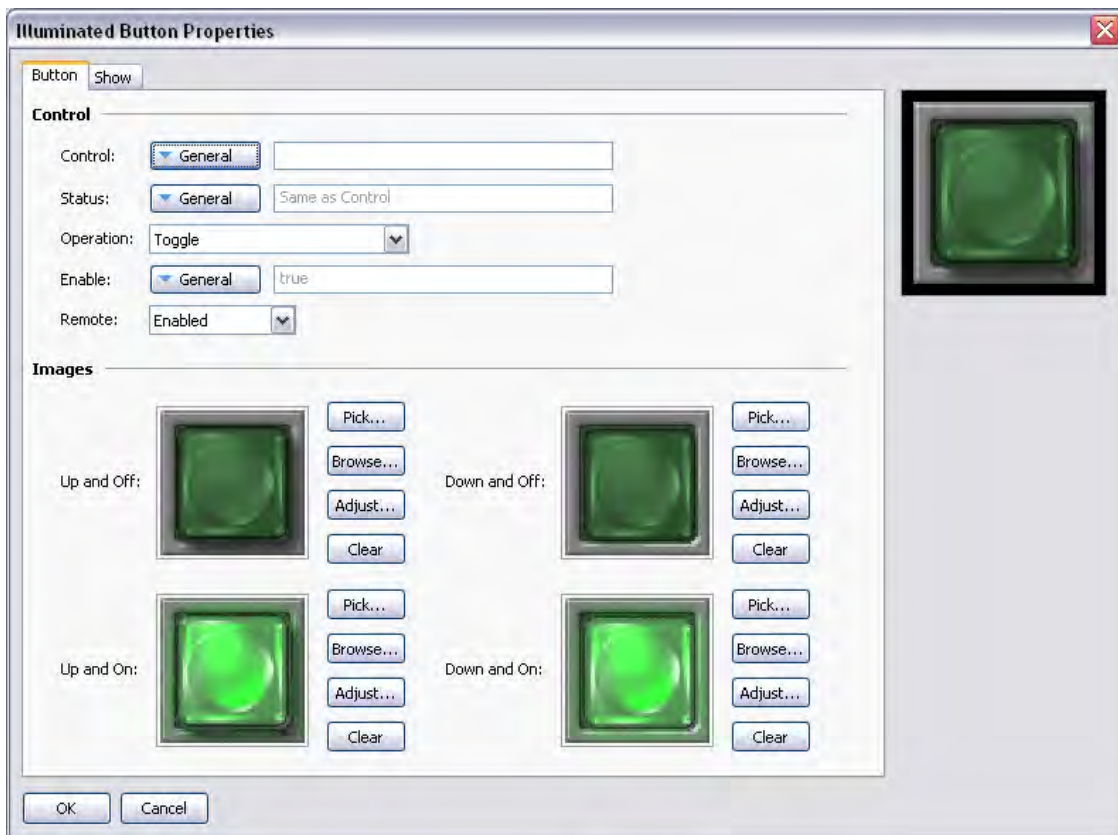 Illuminated Button Properties
Button Show
Control
Control: General
Status: General Same as Control
Operation: Toggle
Enable: General true
Remote: Enabled
Images
Up and Off: Pick... Browse... Adjust... Clear
Down and Off: Pick... Browse... Adjust... Clear
Up and On: Pick... Browse... Adjust... Clear
Down and On: Pick... Browse... Adjust... Clear
OK Cancel